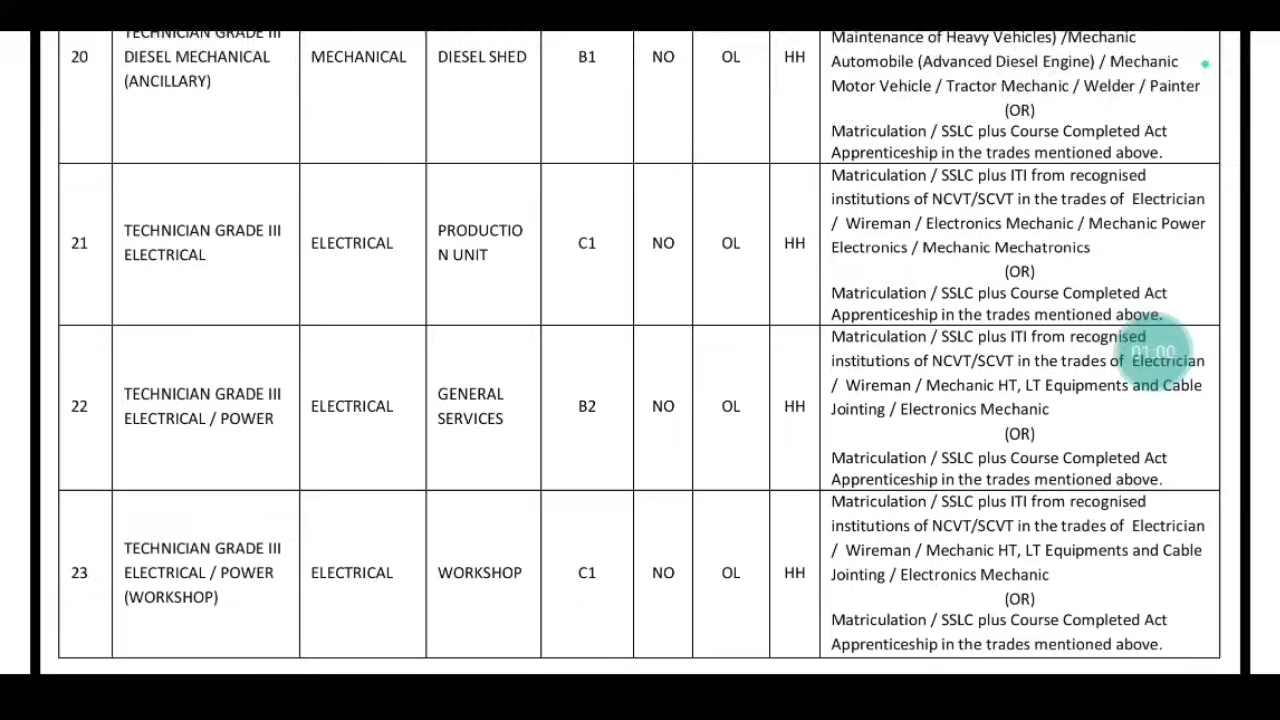 TECHNICIAN GRADE III
20
DIESEL MECHANICAL
(ANCILLARY)
MECHANICAL
DIESEL SHED
B1
NO
OL
HH
Maintenance of Heavy Vehicles) /Mechanic
Automobile (Advanced Diesel Engine) / Mechanic
Motor Vehicle / Tractor Mechanic / Welder / Painter
(OR)
Matriculation / SSLC plus Course Completed Act
Apprenticeship in the trades mentioned above.
21
TECHNICIAN GRADE III
ELECTRICAL
ELECTRICAL
PRODUCTIO
N UNIT
C1
NO
OL
HH
Matriculation / SSLC plus ITI from recognised
institutions of NCVT/SCVT in the trades of Electrician
/ Wireman / Electronics Mechanic / Mechanic Power
Electronics / Mechanic Mechatronics
(OR)
Matriculation / SSLC plus Course Completed Act
Apprenticeship in the trades mentioned above.
22
TECHNICIAN GRADE III
ELECTRICAL / POWER
ELECTRICAL
GENERAL
SERVICES
B2
NO
OL
HH
Matriculation / SSLC plus ITI from recognised
institutions of NCVT/SCVT in the trades of Electrician
/ Wireman / Mechanic HT, LT Equipments and Cable
Jointing / Electronics Mechanic
(OR)
Matriculation / SSLC plus Course Completed Act
Apprenticeship in the trades mentioned above.
01:00
23
TECHNICIAN GRADE III
ELECTRICAL / POWER
(WORKSHOP)
ELECTRICAL
WORKSHOP
C1
NO
OL
HH
Matriculation / SSLC plus ITI from recognised
institutions of NCVT/SCVT in the trades of Electrician
/ Wireman / Mechanic HT, LT Equipments and Cable
Jointing / Electronics Mechanic
(OR)
Matriculation / SSLC plus Course Completed Act
Apprenticeship in the trades mentioned above.